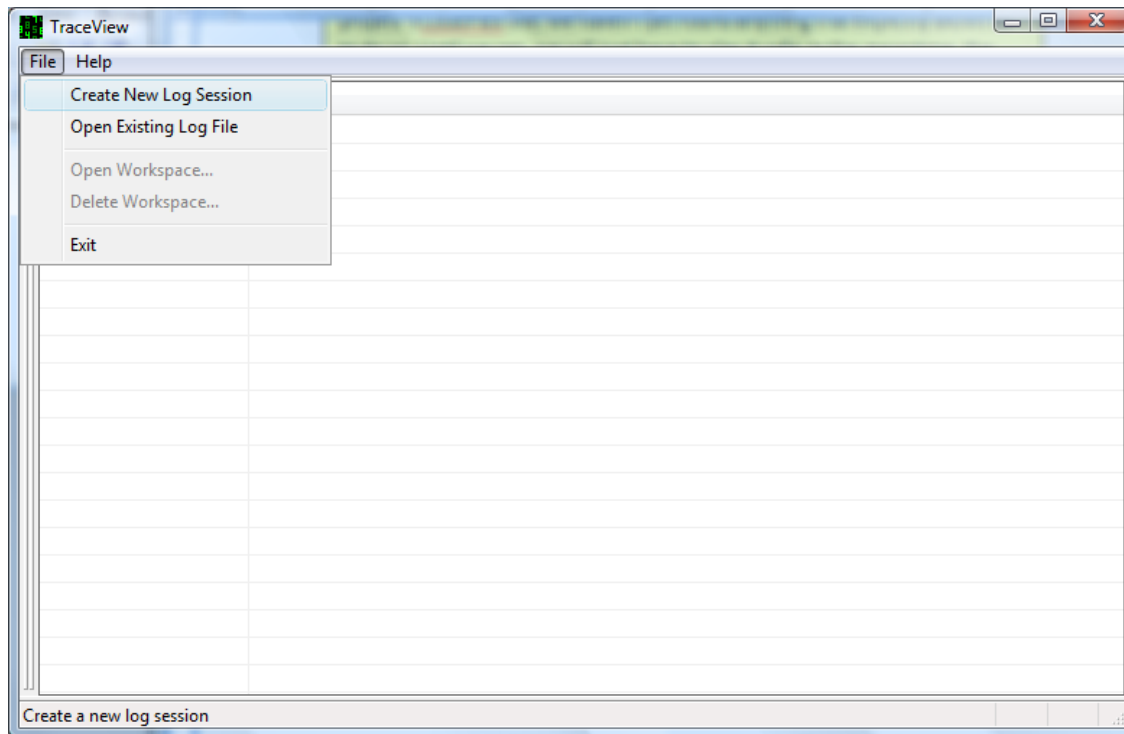 TraceView
File Help
Create New Log Session
Open Existing Log File
Open Workspace...
Delete Workspace...
Exit
Create a new log session